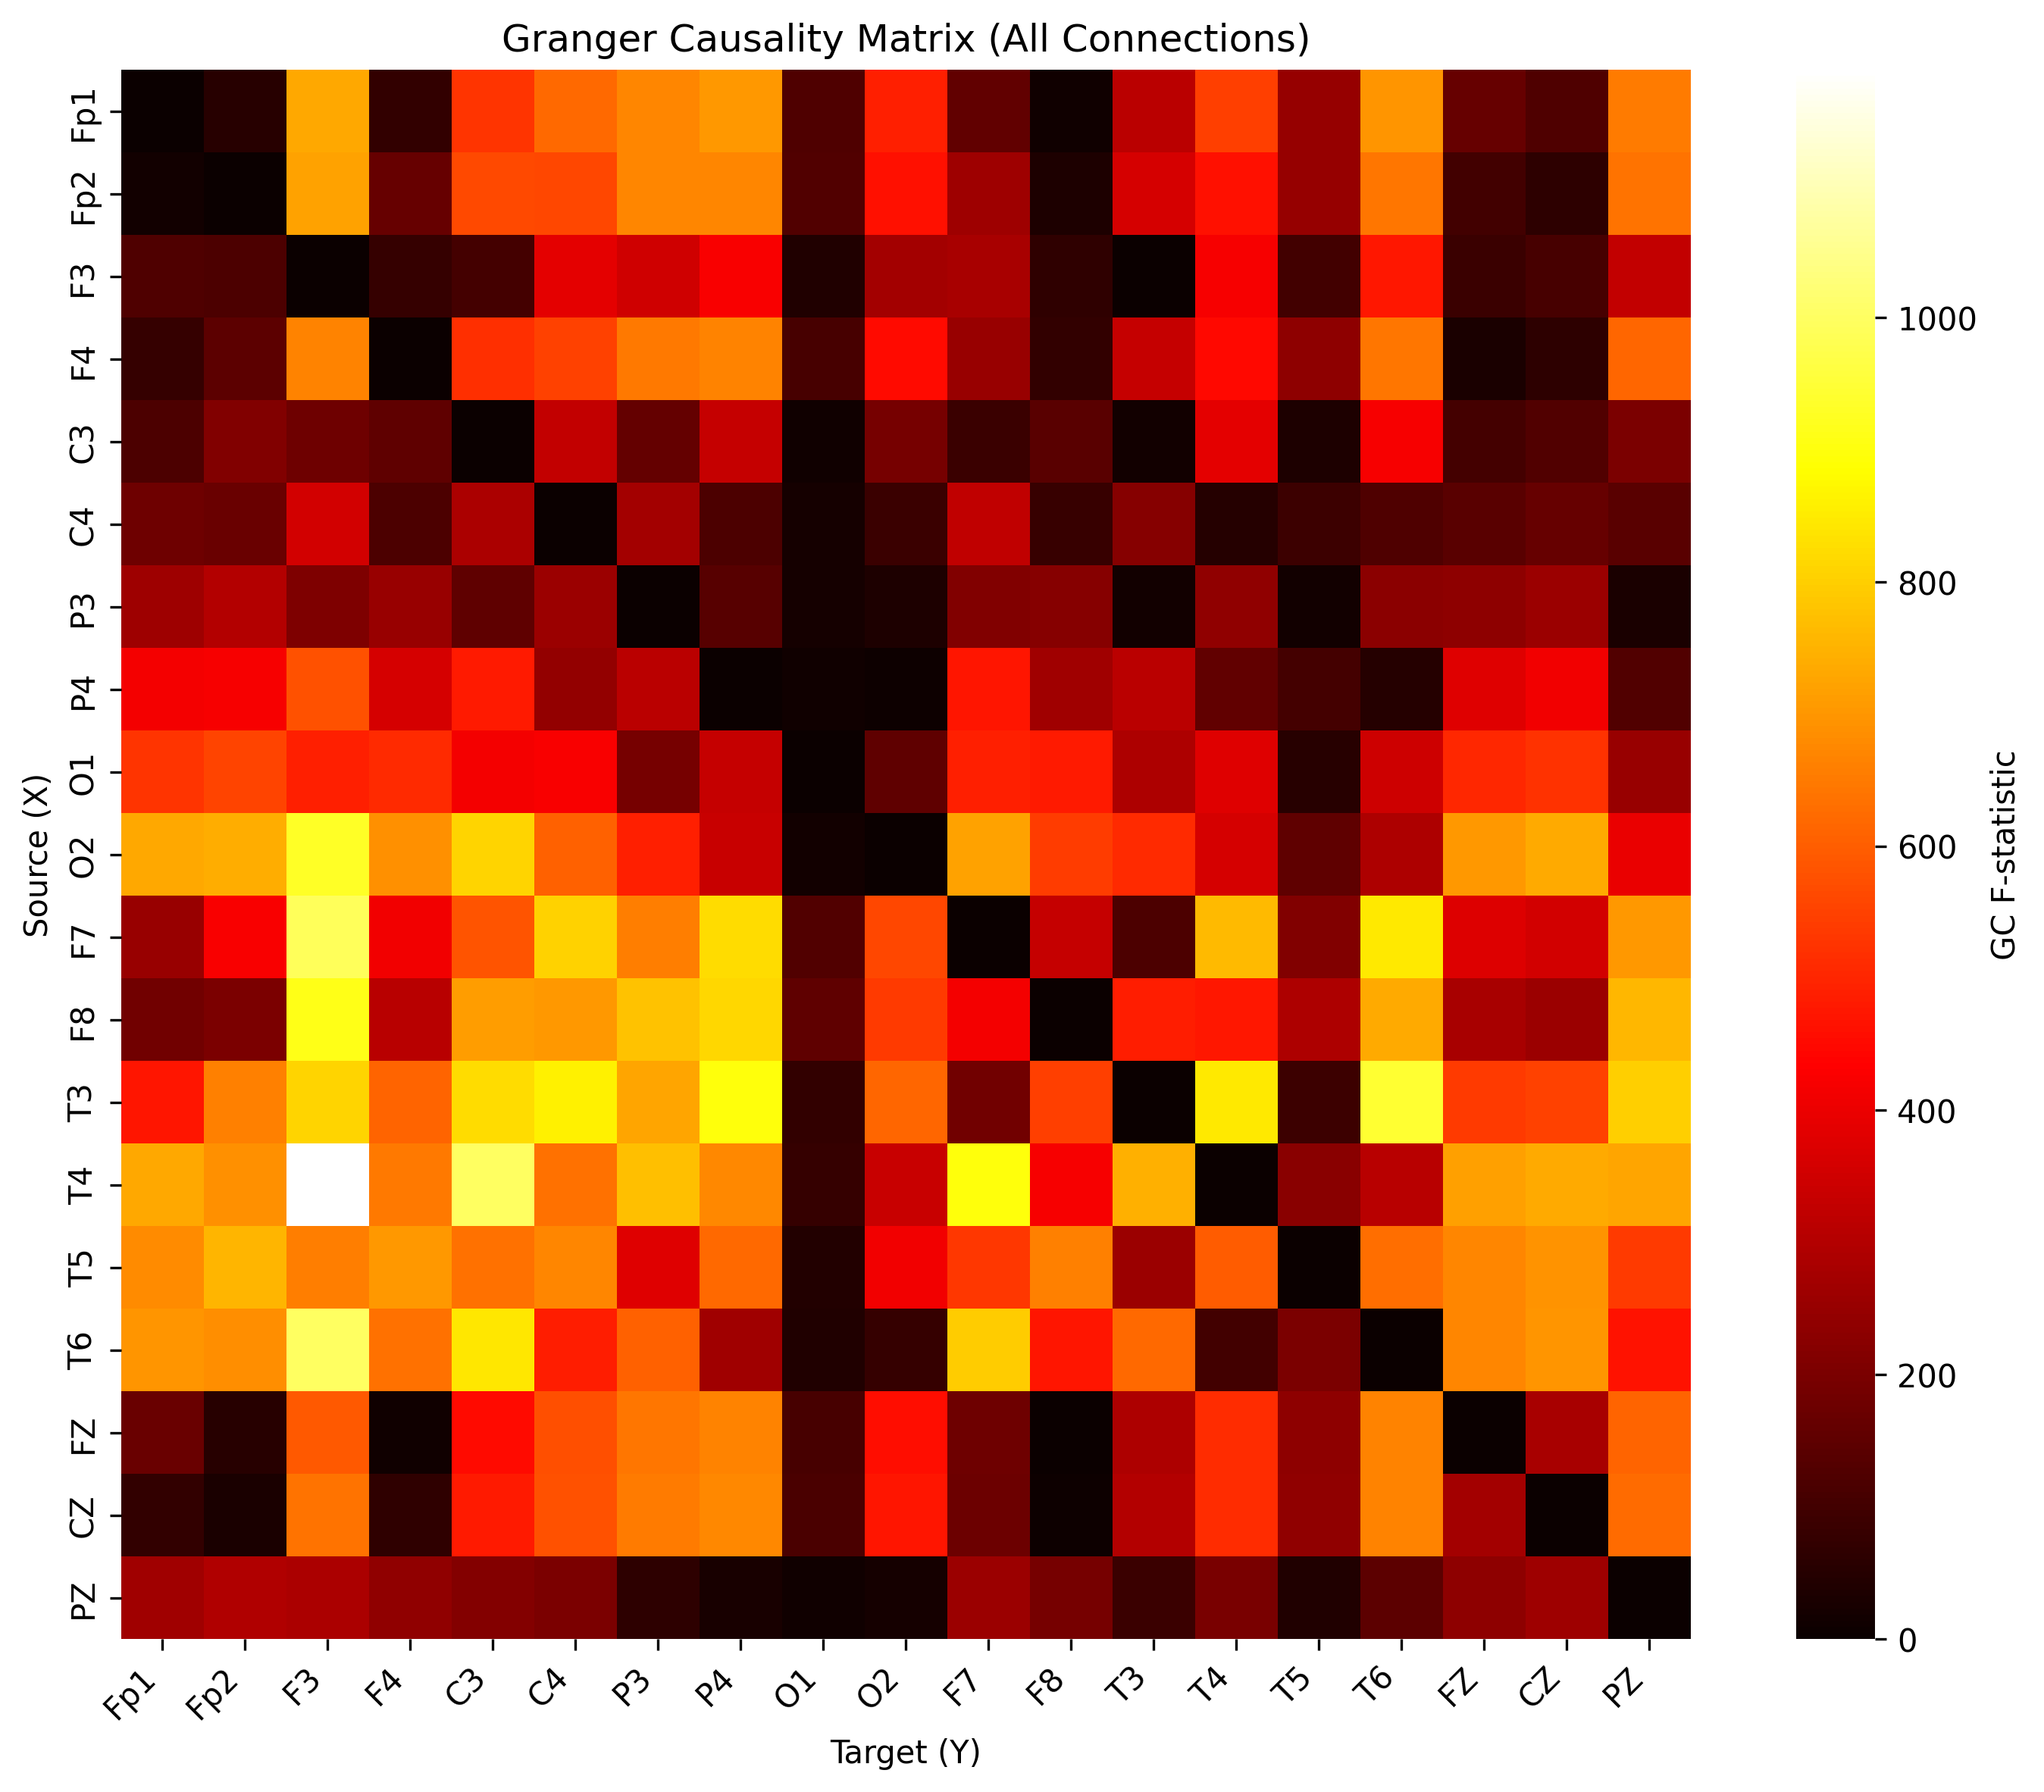 Granger Causality Matrix (All Connections)
Source (X)
Fp1
Fp2
F3
F4
C3
C4
P3
P4
O1
O2
F7
F8
T3
T4
T5
T6
FZ
CZ
PZ
Fp1 Fp2 F3 F4 C3 C4 P3 P4 O1 O2 F7 F8 T3 T4 T5 T6 FZ CZ PZ
Target (Y)
1000
800
600
400
200
0
GC F-statistic